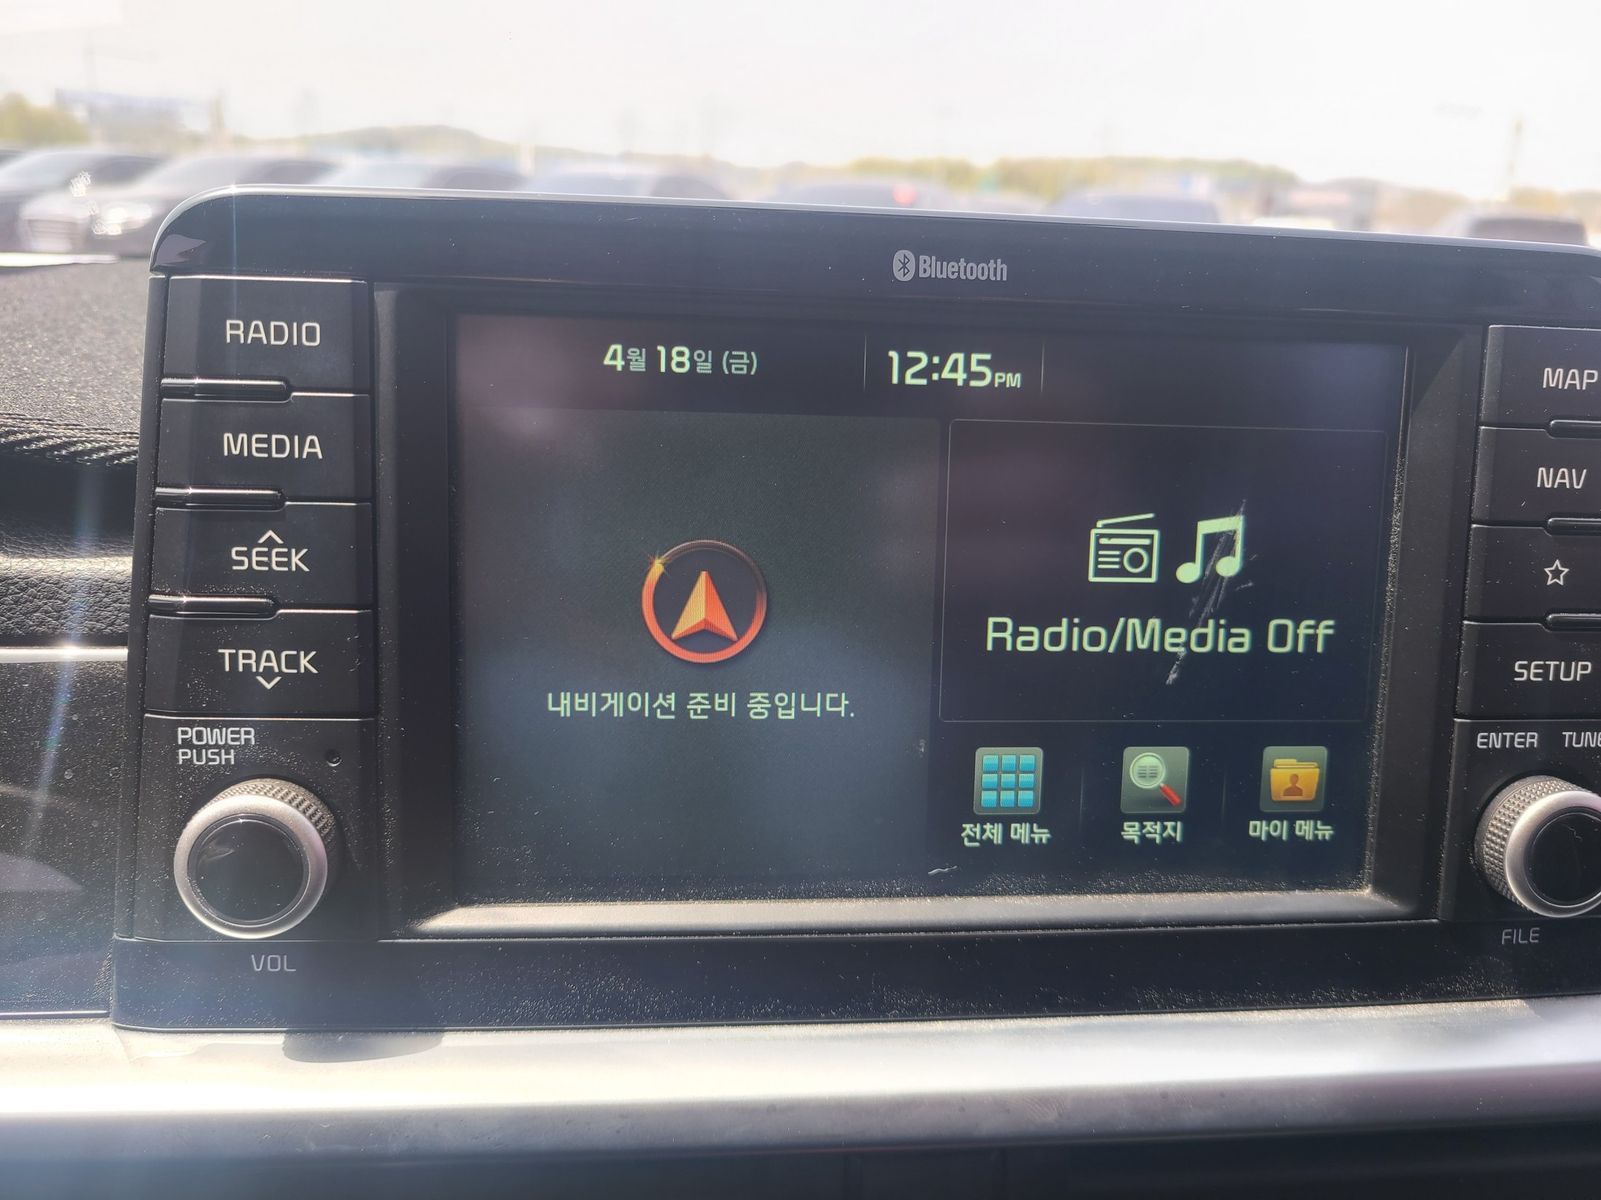 Bluetooth
RADIO
MEDIA
SEEK
TRACK
POWER
PUSH
VOL
4월 18일 (금)
12:45PM
내비게이션 준비 중입니다.
Radio/Media Off
전체 메뉴
목적지
마이 메뉴
MAP
NAV
SETUP
ENTER TUNE
FILE